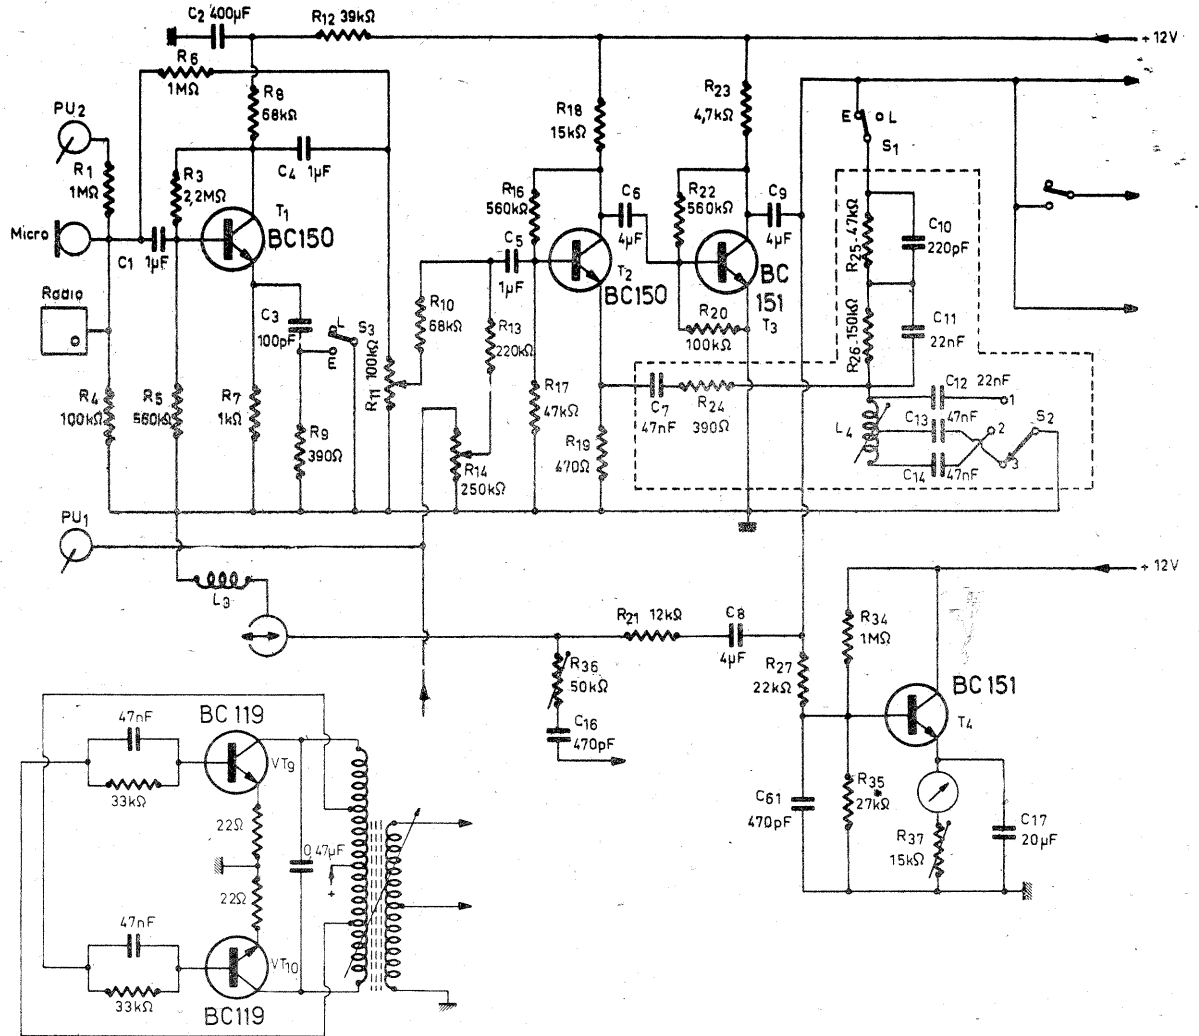 C2 400µF
R12 39kΩ
+ 12V
R6
1MΩ
PU2
R8
68kΩ
R18
15kΩ
R23
4,7kΩ
E L
S1
R1
1MΩ
R3
2,2MΩ
C4 1µF
R16
560kΩ
C6
4µF
R22
560kΩ
C9
4µF
Micro
C1 1µF
T1
BC150
C5
1µF
T2
BC150
BC
151
T3
R25-47kΩ
C10
220pF
Radio
C3
100pF
L
S3
E
R10
68kΩ
R13
220kΩ
R20
100kΩ
R26-150kΩ
C11
22nF
R4
100kΩ
R5
560kΩ
R7
1kΩ
R11 100kΩ
R17
47kΩ
C7
47nF
R24
390Ω
C12 22nF
1
C13 47nF
2
S2
L4
3
C14 47nF
R9
390Ω
R14
250kΩ
R19
470Ω
PU1
L3
+ 12V
R21 12kΩ
C8
4µF
R34
1MΩ
R36
50kΩ
R27
22kΩ
BC151
T4
C16
470pF
47nF
BC119
VT9
33kΩ
22Ω
0,47µF
+
C61
470pF
R35
27kΩ
R37
15kΩ
C17
20µF
22Ω
47nF
VT10
33kΩ
BC119